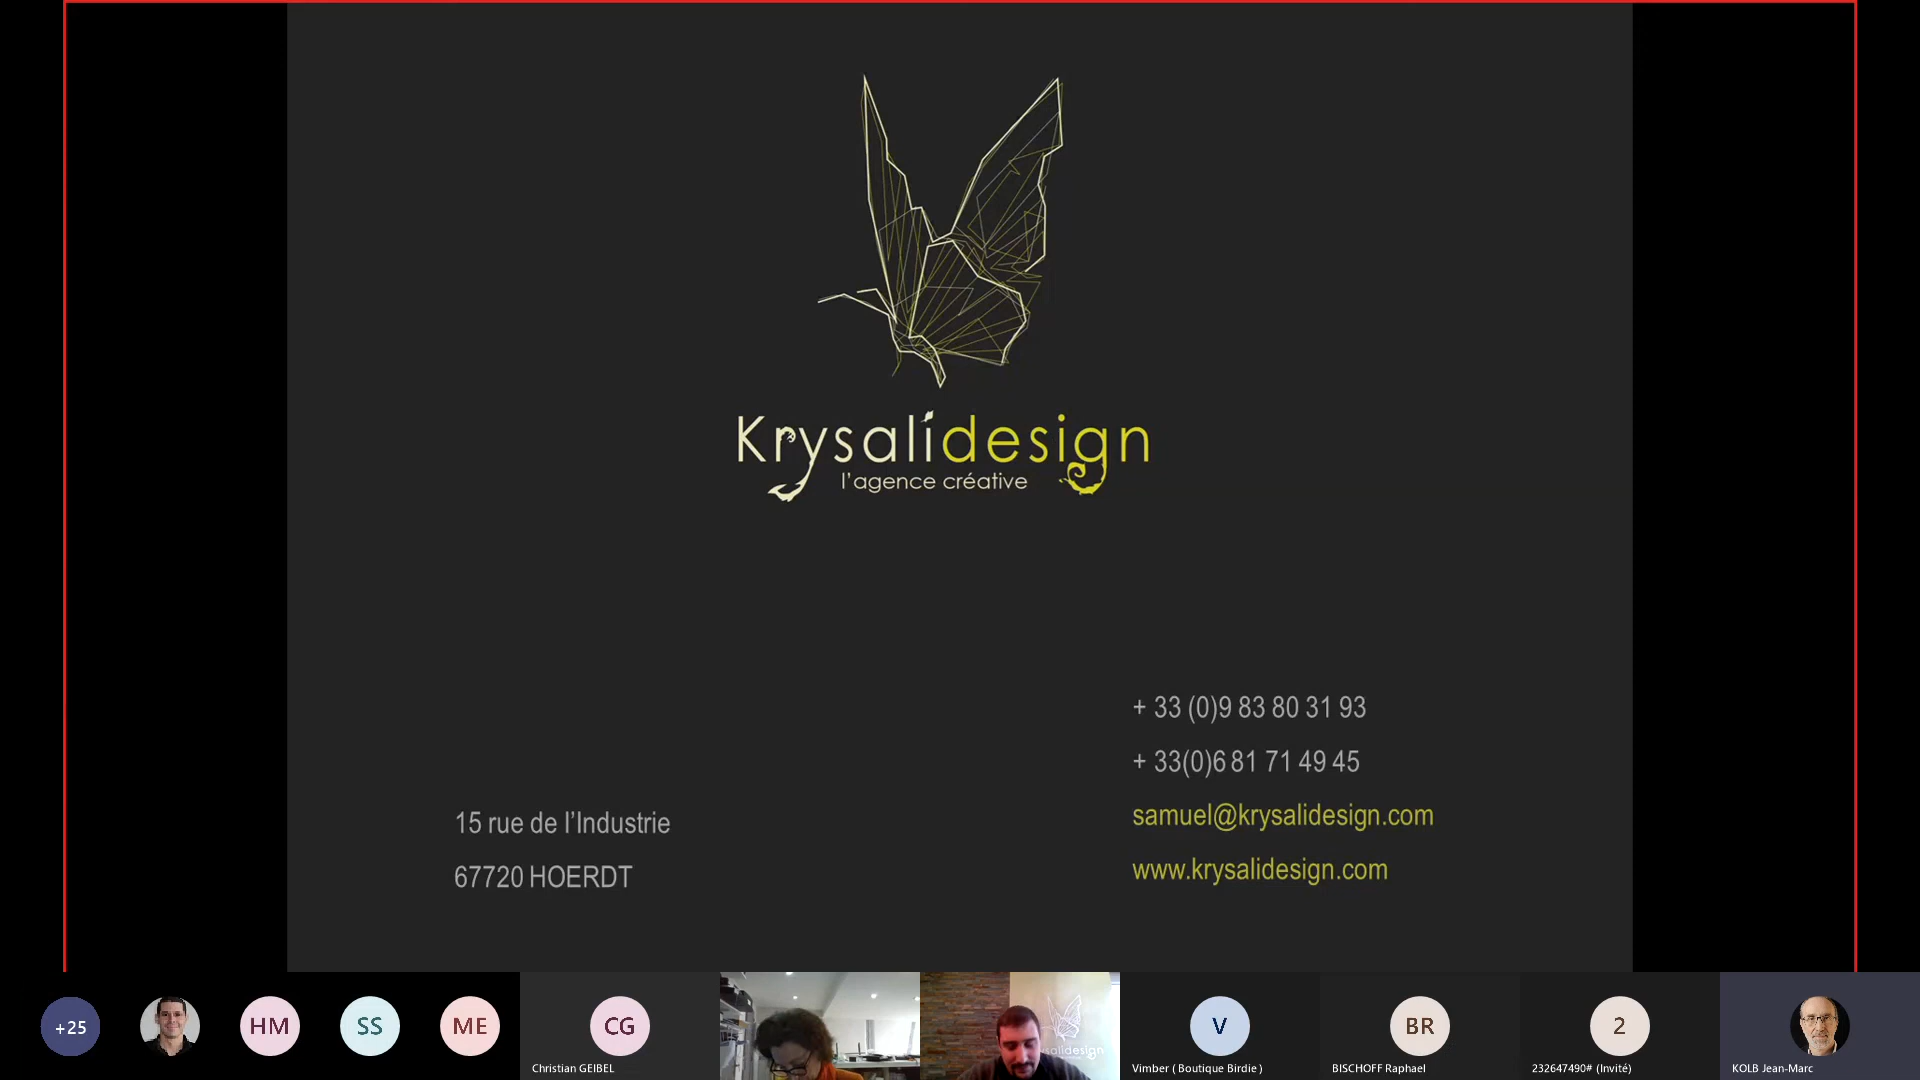 Krysalidesign
l'agence créative
+ 33 (0)9 83 80 31 93
+ 33(0)6 81 71 49 45
samuel@krysalidesign.com
www.krysalidesign.com
15 rue de l'Industrie
67720 HOERDT
+25
HM
SS
ME
CG
Christian GEIBEL
salidesign
V
Vimber ( Boutique Birdie )
BR
BISCHOFF Raphael
2
232647490# (Invité)
KOLB Jean-Marc